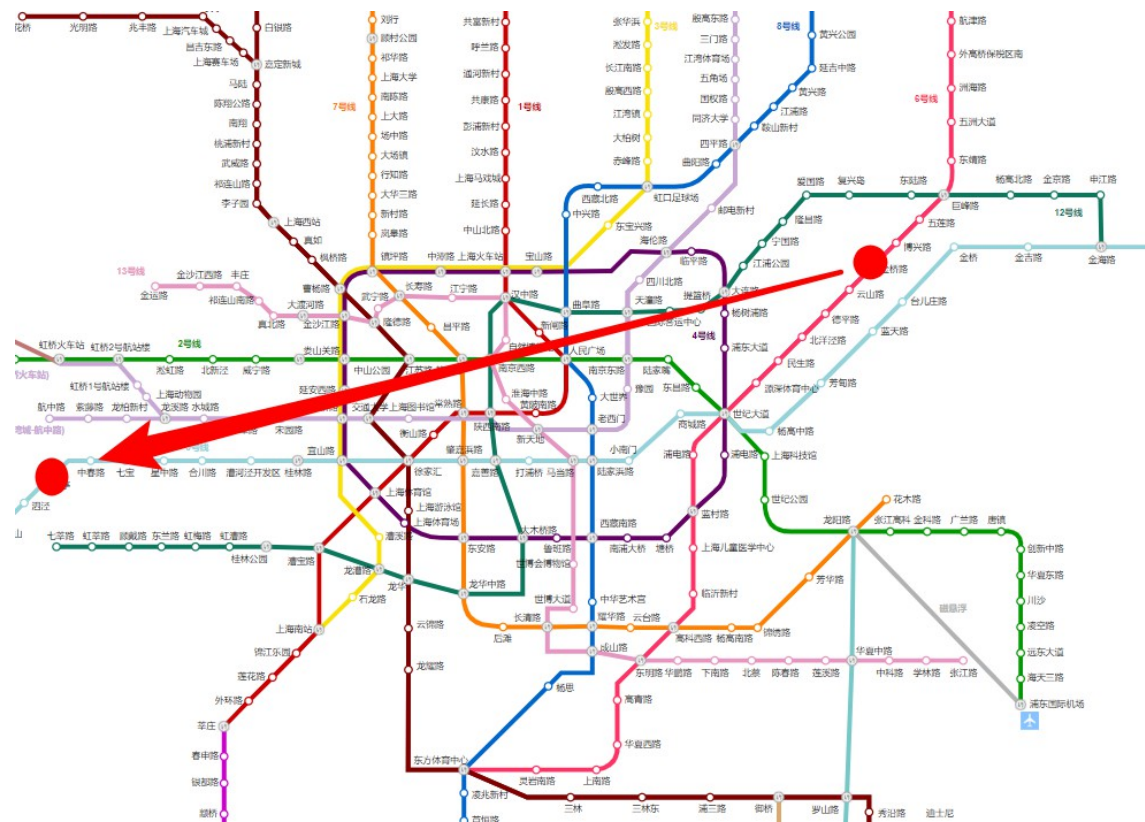 花桥
光明路
兆丰路
上海汽车城
昌吉东路
上海赛车场
嘉定新城
白银路
马陆
陈翔公路
南翔
桃浦新村
武威路
祁连山路
李子园
上海西站
真如
枫桥路
曹杨路
刘行
顾村公园
祁华路
上海大学
南陈路
上大路
场中路
大场镇
行知路
大华三路
新村路
岚皋路
镇坪路
7号线
共富新村
呼兰路
通河新村
共康路
彭浦新村
汶水路
上海马戏城
延长路
中山北路
上海火车站
1号线
张华浜
淞发路
长江南路
殷高西路
江湾镇
大柏树
赤峰路
虹口足球场
3号线
殷高东路
三门路
江湾体育场
五角场
国权路
同济大学
四平路
曲阳路
8号线
黄兴公园
延吉中路
黄兴路
江浦路
鞍山新村
航津路
外高桥保税区南
洲海路
五洲大道
东靖路
巨峰路
6号线
西藏北路
中兴路
东宝兴路
宝山路
中潭路
邮电新村
海伦路
临平路
四川北路
爱国路
复兴岛
东陆路
杨高北路
金京路
申江路
12号线
隆昌路
宁国路
江浦公园
大连路
提篮桥
五莲路
博兴路
金桥路
云山路
德平路
北洋泾路
民生路
源深体育中心
金桥
金吉路
金海路
台儿庄路
蓝天路
芳甸路
杨高中路
13号线
金运路
金沙江西路
丰庄
祁连山南路
真北路
大渡河路
金沙江路
隆德路
武宁路
长寿路
江宁路
汉中路
昌平路
新闸路
曲阜路
天潼路
4号线
杨树浦路
浦东大道
虹桥火车站
虹桥2号航站楼
2号线
淞虹路
北新泾
威宁路
娄山关路
中山公园
南京西路
人民广场
南京东路
陆家嘴
东昌路
虹桥1号航站楼
上海动物园
航中路
紫藤路
龙柏新村
龙溪路
水城路
宋园路
延安西路
上海图书馆
常熟路
陕西南路
淮海中路
黄陂南路
新天地
大世界
老西门
豫园
商城路
世纪大道
上海科技馆
世纪公园
泗泾
中春路
七宝
星中路
合川路
漕河泾开发区
桂林路
宜山路
徐家汇
衡山路
肇嘉浜路
嘉善路
打浦桥
马当路
陆家浜路
小南门
浦电路
浦电路
蓝村路
上海体育馆
上海游泳馆
上海体育场
漕溪路
东安路
大木桥路
鲁班路
西藏南路
南浦大桥
塘桥
上海儿童医学中心
临沂新村
七莘路
虹莘路
顾戴路
东兰路
虹梅路
虹漕路
桂林公园
漕宝路
龙漕路
龙华
龙华中路
石龙路
上海南站
锦江乐园
莲花路
外环路
莘庄
春申路
银都路
颛桥
云锦路
龙耀路
世博会博物馆
世博大道
长清路
后滩
中华艺术宫
耀华路
成山路
云台路
高科西路
杨高南路
锦绣路
芳华路
龙阳路
花木路
张江高科
金科路
广兰路
唐镇
创新中路
华夏东路
川沙
凌空路
远东大道
海天三路
浦东国际机场
磁悬浮
东明路
华鹏路
下南路
北蔡
陈春路
莲溪路
华夏中路
中科路
学林路
张江路
杨思
高青路
华夏西路
东方体育中心
灵岩南路
上南路
凌兆新村
三林
三林东
浦三路
御桥
罗山路
秀沿路
迪士尼